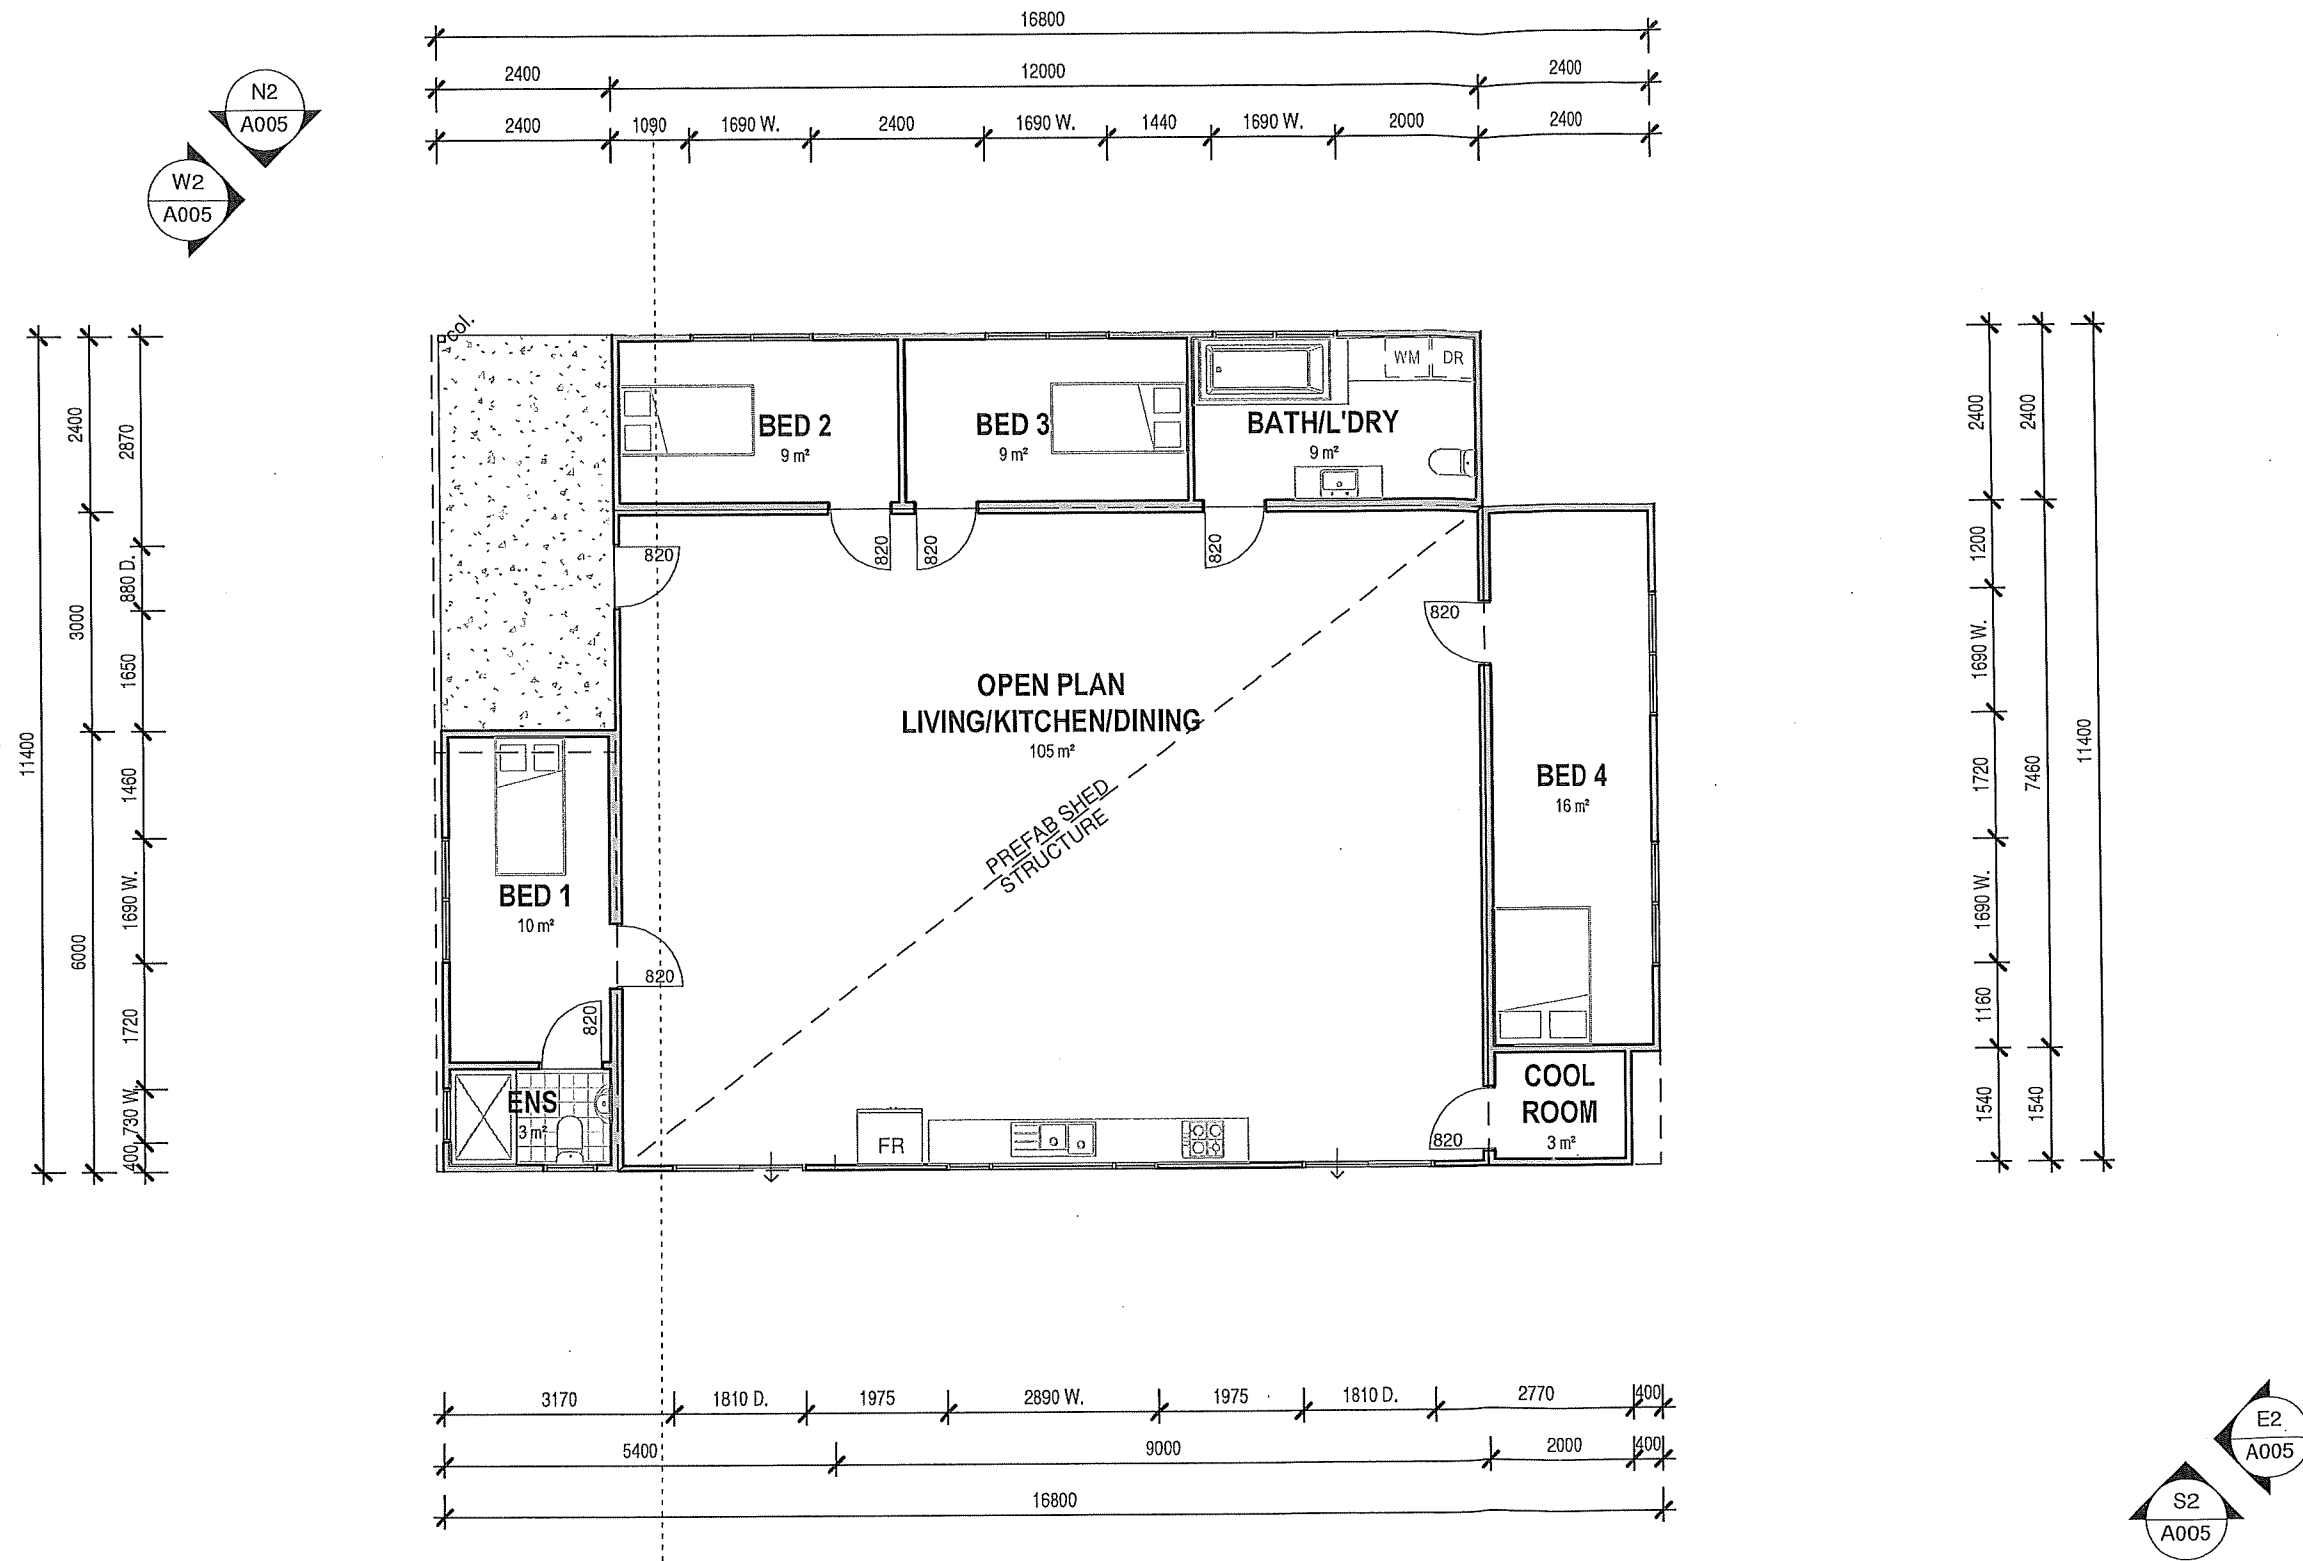 16800
2400
12000
2400
2400
1090
1690 W.
2400
1690 W.
1440
1690 W.
2000
2400
N2
A005
W2
A005
col.
11400
2400
3000
6000
2870
880 D.
1650
1460
1690 W.
1720
730 W.
400
BED 2
9 m²
BED 3
9 m²
BATH/L'DRY
9 m²
WM
DR
820
820
820
820
820
OPEN PLAN
LIVING/KITCHEN/DINING
105 m²
PREFAB SHED
STRUCTURE
BED 4
16 m²
BED 1
10 m²
820
820
ENS
3 m²
FR
820
COOL
ROOM
3 m²
2400
1200
1690 W.
1720
1690 W.
1160
1540
2400
7460
1540
11400
3170
1810 D.
1975
2890 W.
1975
1810 D.
2770
400
5400
9000
2000
400
16800
E2
A005
S2
A005